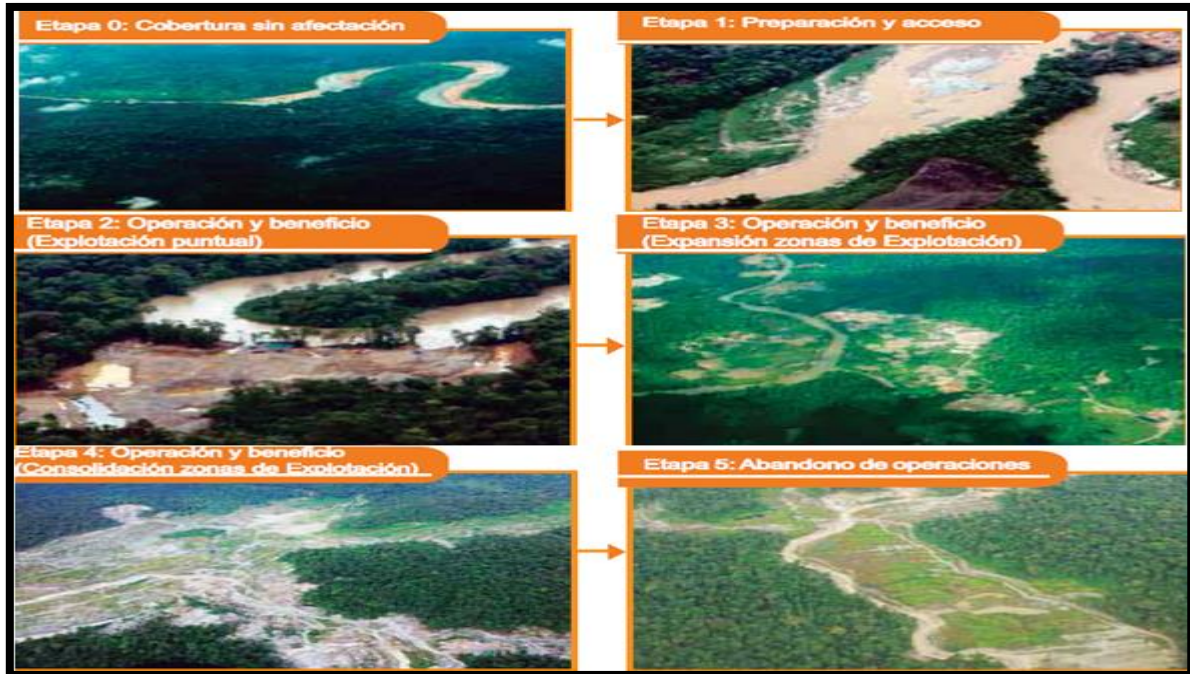 Etapa 0: Cobertura sin afectación
Etapa 1: Preparación y acceso
Etapa 2: Operación y beneficio
(Explotación puntual)
Etapa 3: Operación y beneficio
(Expansión zonas de Explotación)
Etapa 4: Operación y beneficio
(Consolidación zonas de Explotación)
Etapa 5: Abandono de operaciones